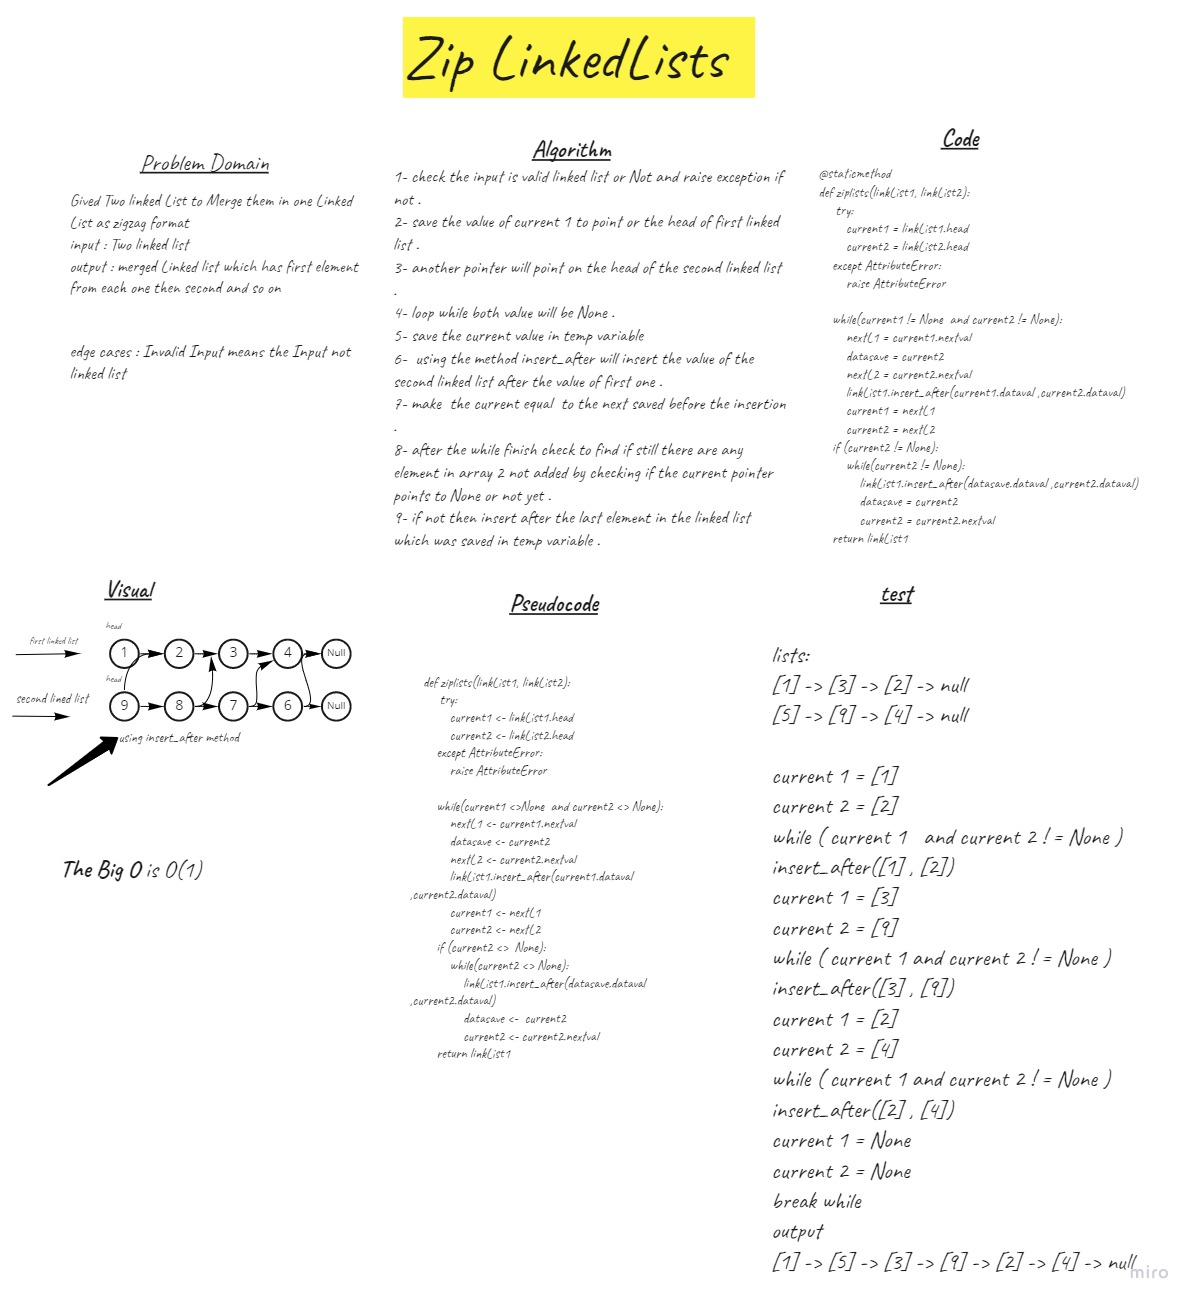 Zip LinkedLists
Problem Domain
Gived Two linked List to Merge them in one Linked
List as zigzag format
input : Two linked list
output : merged Linked list which has first element
from each one then second and so on
edge cases : Invalid Input means the Input not
linked list
Algorithm
1- check the input is valid linked list or Not and raise exception if
not .
2- save the value of current 1 to point or the head of first linked
list .
3- another pointer will point on the head of the second linked list
.
4- loop while both value will be None .
5- save the current value in temp variable
6- using the method insert_after will insert the value of the
second linked list after the value of first one .
7- make the current equal to the next saved before the insertion
.
8- after the while finish check to find if still there are any
element in array 2 not added by checking if the current pointer
points to None or not yet .
9- if not then insert after the last element in the linked list
which was saved in temp variable .
Code
@staticmethod
def ziplists(linkList1, linkList2):
try:
current1 = linkList1.head
current2 = linkList2.head
except AttributeError:
raise AttributeError
while(current1 != None and current2 != None):
nextL1 = current1.nextval
datasave = current2
nextL2 = current2.nextval
linkList1.insert_after(current1.dataval ,current2.dataval)
current1 = nextL1
current2 = nextL2
if (current2 != None):
while(current2 != None):
linkList1.insert_after(datasave.dataval ,current2.dataval)
datasave = current2
current2 = current2.nextval
return linkList1
Visual
head
first linked list
1 2 3 4 Null
head
second lined list
9 8 7 6 Null
using insert_after method
The Big O is O(1)
Pseudocode
def ziplists(linkList1, linkList2):
try:
current1 <- linkList1.head
current2 <- linkList2.head
except AttributeError:
raise AttributeError
while(current1 <>None and current2 <> None):
nextL1 <- current1.nextval
datasave <- current2
nextL2 <- current2.nextval
linkList1.insert_after(current1.dataval
,current2.dataval)
current1 <- nextL1
current2 <- nextL2
if (current2 <> None):
while(current2 <> None):
linkList1.insert_after(datasave.dataval
,current2.dataval)
datasave <- current2
current2 <- current2.nextval
return linkList1
test
lists:
[1] -> [3] -> [2] -> null
[5] -> [9] -> [4] -> null
current 1 = [1]
current 2 = [2]
while ( current 1 and current 2 ! = None )
insert_after([1] , [2])
current 1 = [3]
current 2 = [9]
while ( current 1 and current 2 ! = None )
insert_after([3] , [9])
current 1 = [2]
current 2 = [4]
while ( current 1 and current 2 ! = None )
insert_after([2] , [4])
current 1 = None
current 2 = None
break while
output
[1] -> [5] -> [3] -> [9] -> [2] -> [4] -> null
miro